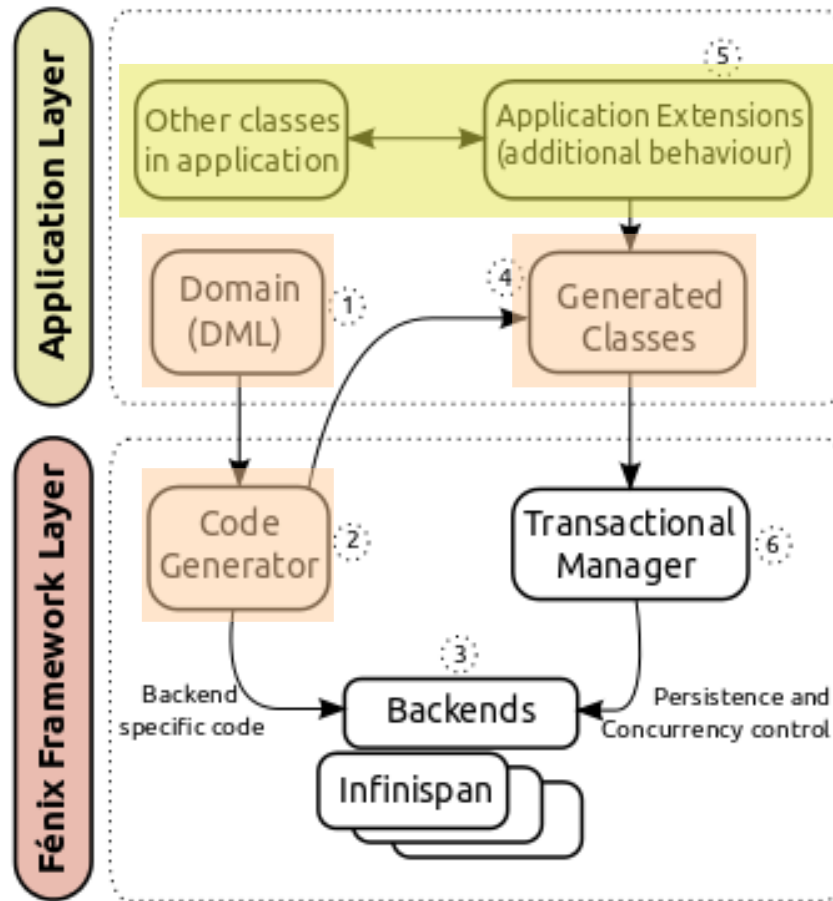 Application Layer
5
Other classes
in application
Application Extensions
(additional behaviour)
Domain
(DML)
1
4
Generated
Classes
Fénix Framework Layer
Code
Generator
2
Transactional
Manager
6
3
Backend
specific code
Backends
Persistence and
Concurrency control
Infinispan